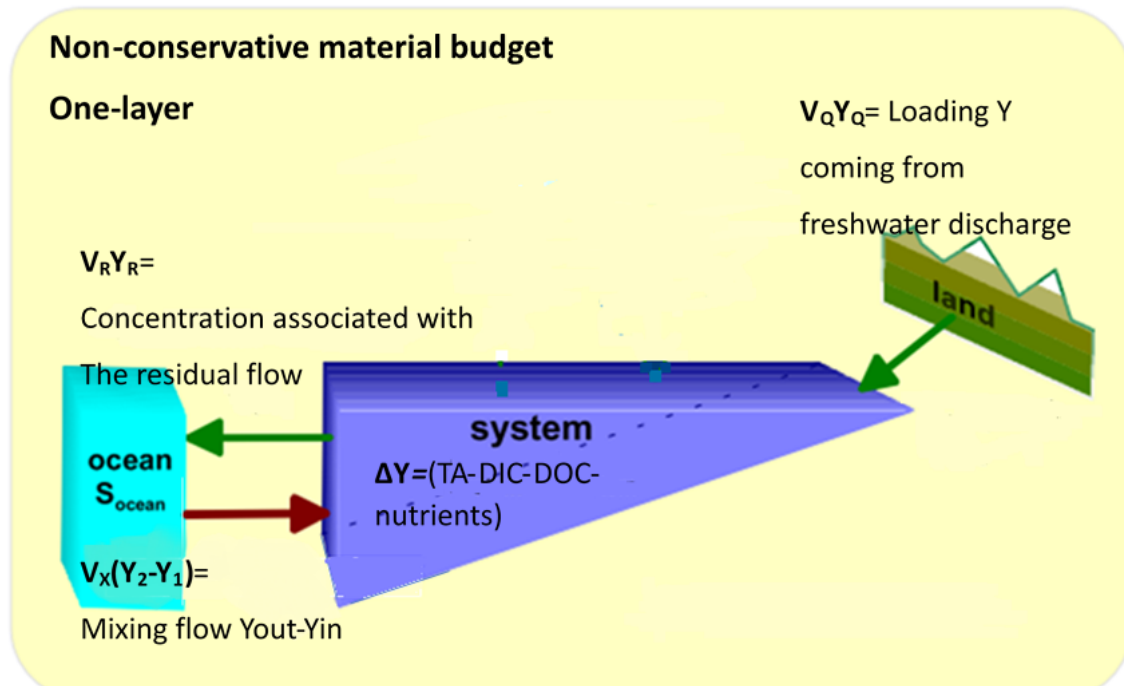 Non-conservative material budget
One-layer
VQYQ= Loading Y
coming from
freshwater discharge
VRYR=
Concentration associated with
The residual flow
land
system
ΔY=(TA-DIC-DOC-
nutrients)
ocean
Socean
VX(Y2-Y1)=
Mixing flow Yout-Yin